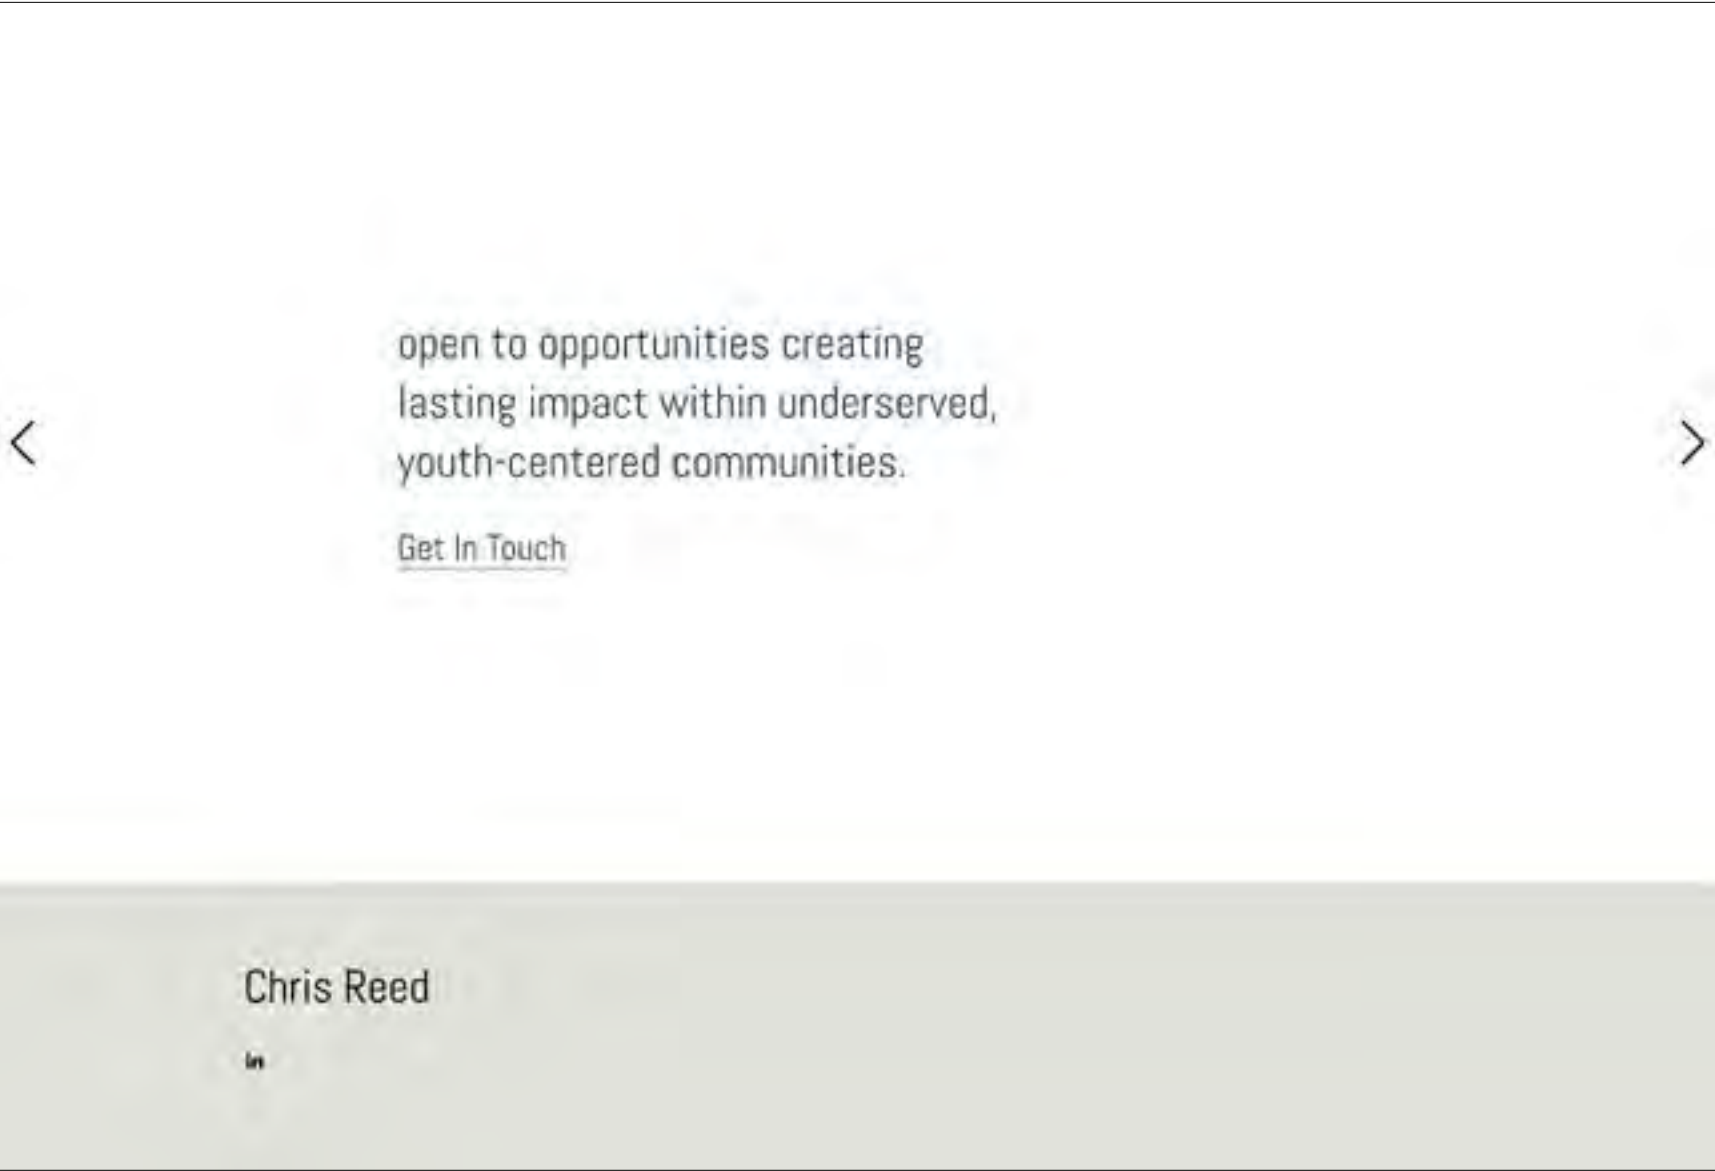 open to opportunities creating
lasting impact within underserved,
youth-centered communities.
Get In Touch
Chris Reed
in